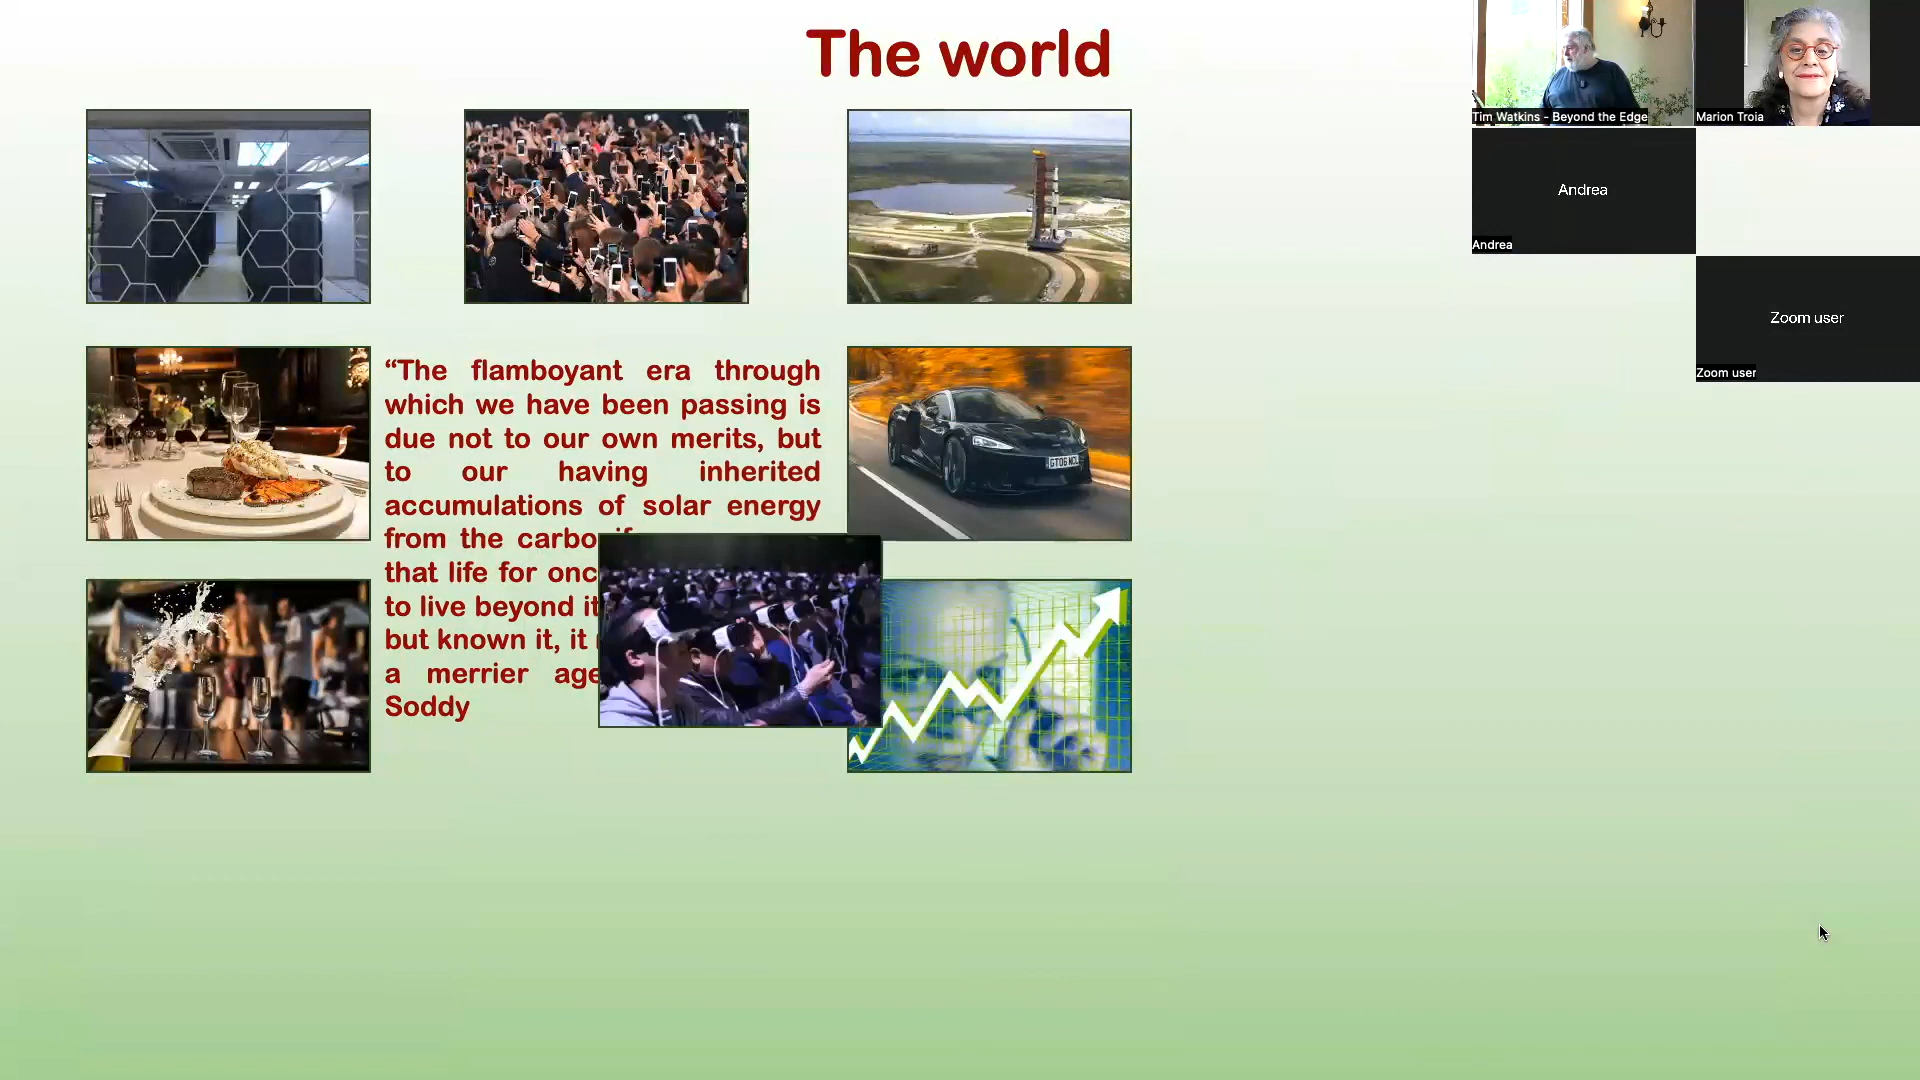 The world
“The flamboyant era through
which we have been passing is
due not to our own merits, but
to our having inherited
accumulations of solar energy
from the carbo
that life for onc
to live beyond it
but known it, it
a merrier age
Soddy
GT06 MCL
Tim Watkins - Beyond the Edge
Marion Troia
Andrea
Andrea
Zoom user
Zoom user